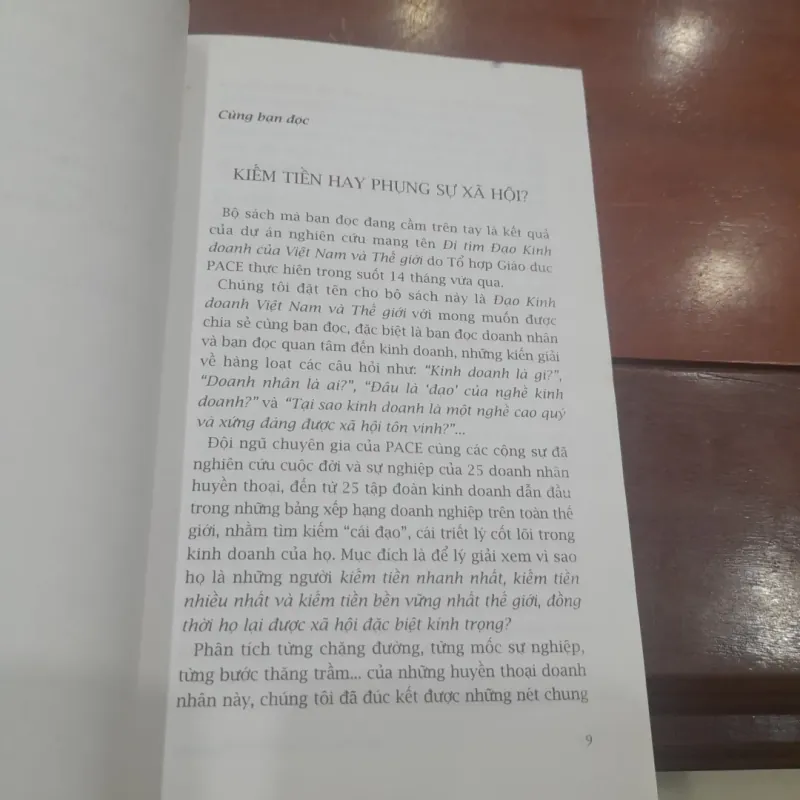 Cùng bạn đọc
KIẾM TIỀN HAY PHỤNG SỰ XÃ HỘI?
Bộ sách mà bạn đọc đang cầm trên tay là kết quả
của dự án nghiên cứu mang tên Đi tìm Đạo Kinh
doanh của Việt Nam và Thế giới do Tổ hợp Giáo dục
PACE thực hiện trong suốt 14 tháng vừa qua.
Chúng tôi đặt tên cho bộ sách này là Đạo Kinh
doanh Việt Nam và Thế giới với mong muốn được
chia sẻ cùng bạn đọc, đặc biệt là bạn đọc doanh nhân
và bạn đọc quan tâm đến kinh doanh, những kiến giải
về hàng loạt các câu hỏi như: “Kinh doanh là gì?”,
“Doanh nhân là ai?”, “Đâu là ‘đạo’ của nghề kinh
doanh?” và “Tại sao kinh doanh là một nghề cao quý
và xứng đáng được xã hội tôn vinh?”...
Đội ngũ chuyên gia của PACE cùng các cộng sự đã
nghiên cứu cuộc đời và sự nghiệp của 25 doanh nhân
huyền thoại, đến từ 25 tập đoàn kinh doanh dẫn đầu
trong những bảng xếp hạng doanh nghiệp trên toàn thế
giới, nhằm tìm kiếm “cái đạo”, cái triết lý cốt lõi trong
kinh doanh của họ. Mục đích là để lý giải xem vì sao
họ là những người kiếm tiền nhanh nhất, kiếm tiền
nhiều nhất và kiếm tiền bền vững nhất thế giới, đồng
thời họ lại được xã hội đặc biệt kính trọng?
Phân tích từng chặng đường, từng mốc sự nghiệp,
từng bước thăng trầm... của những huyền thoại doanh
nhân này, chúng tôi đã đúc kết được những nét chung
9